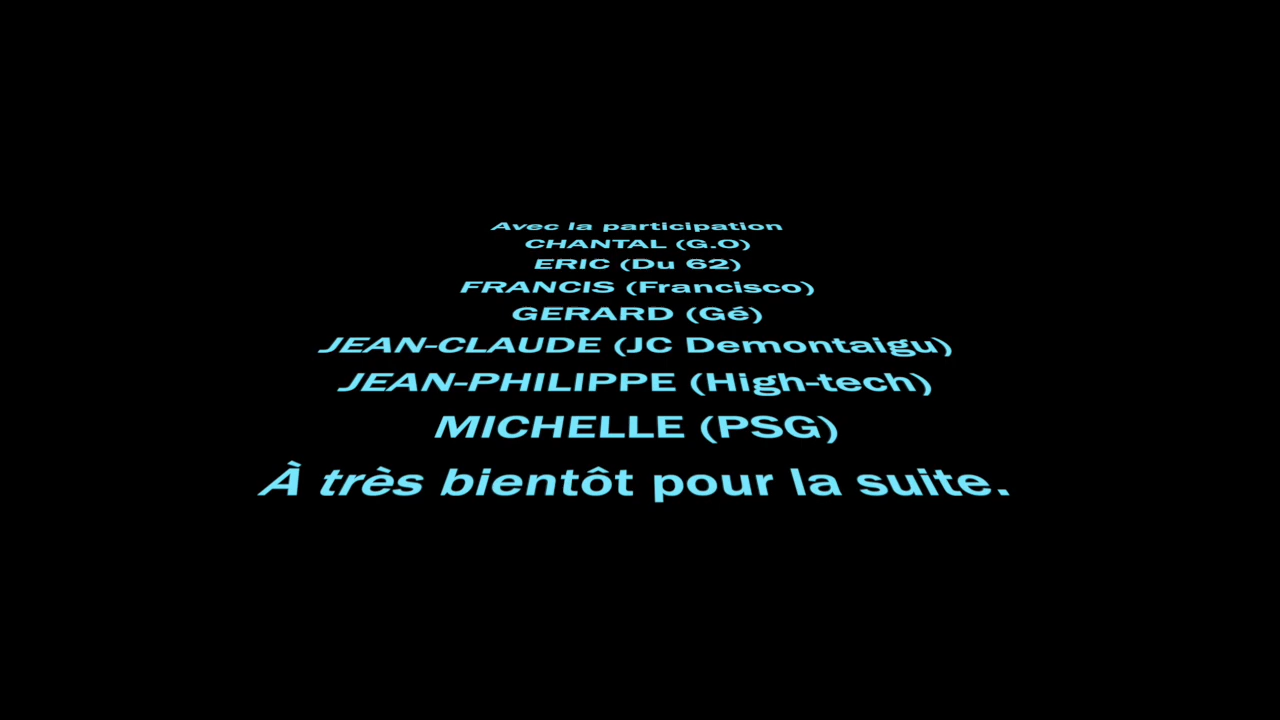 Avec la participation
CHANTAL (G.O)
ERIC (Du 62)
FRANCIS (Francisco)
GERARD (Gé)
JEAN-CLAUDE (JC Demontaigu)
JEAN-PHILIPPE (High-tech)
MICHELLE (PSG)
À très bientôt pour la suite.